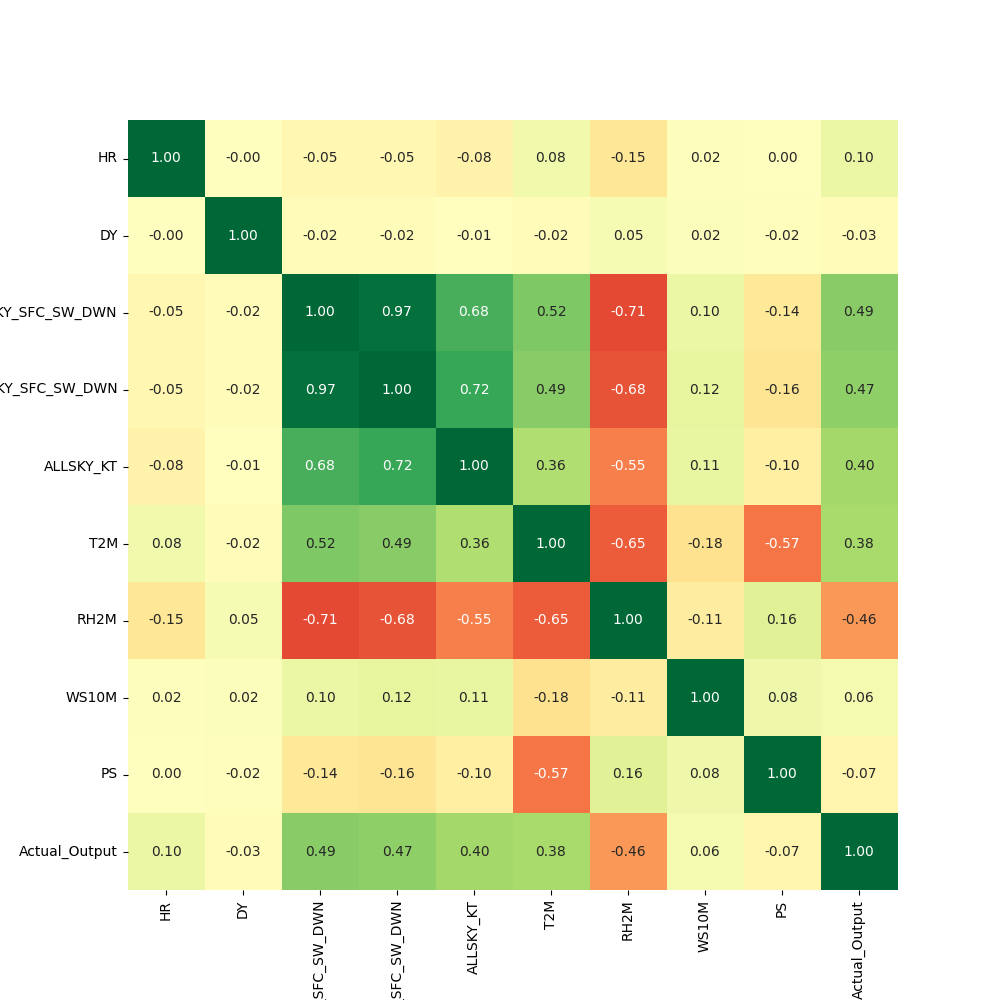 HR 1.00 -0.00 -0.05 -0.05 -0.08 0.08 -0.15 0.02 0.00 0.10
DY -0.00 1.00 -0.02 -0.02 -0.01 -0.02 0.05 0.02 -0.02 -0.03
KY_SFC_SW_DWN -0.05 -0.02 1.00 0.97 0.68 0.52 -0.71 0.10 -0.14 0.49
KY_SFC_SW_DWN -0.05 -0.02 0.97 1.00 0.72 0.49 -0.68 0.12 -0.16 0.47
ALLSKY_KT -0.08 -0.01 0.68 0.72 1.00 0.36 -0.55 0.11 -0.10 0.40
T2M 0.08 -0.02 0.52 0.49 0.36 1.00 -0.65 -0.18 -0.57 0.38
RH2M -0.15 0.05 -0.71 -0.68 -0.55 -0.65 1.00 -0.11 0.16 -0.46
WS10M 0.02 0.02 0.10 0.12 0.11 -0.18 -0.11 1.00 0.08 0.06
PS 0.00 -0.02 -0.14 -0.16 -0.10 -0.57 0.16 0.08 1.00 -0.07
Actual_Output 0.10 -0.03 0.49 0.47 0.40 0.38 -0.46 0.06 -0.07 1.00
HR DY SFC_SW_DWN SFC_SW_DWN ALLSKY_KT T2M RH2M WS10M PS Actual_Output